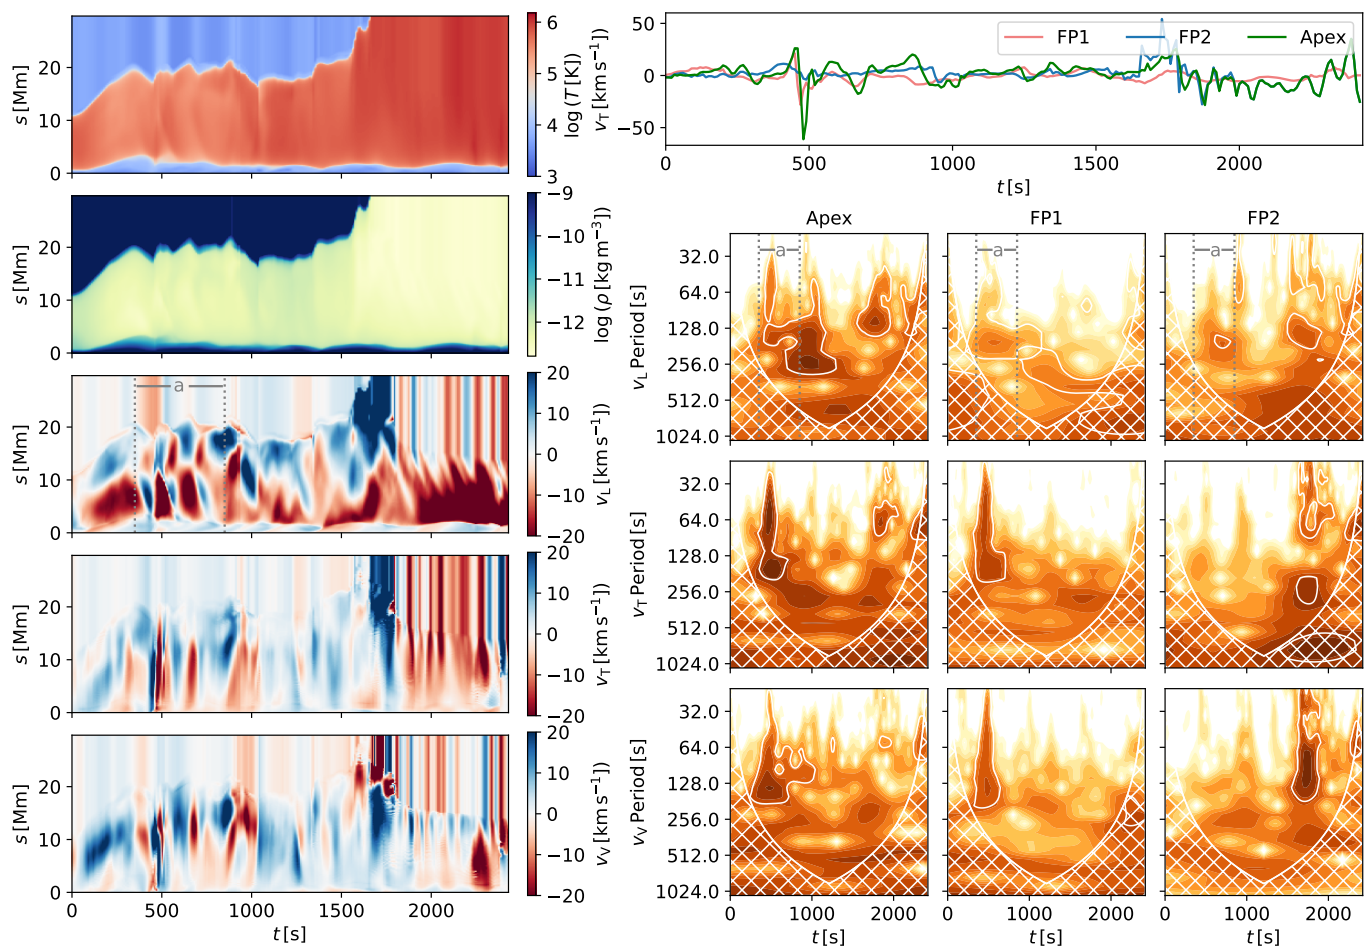 s [Mm]
20
10
0
6
5
4
3
log (T [K])
s [Mm]
20
10
0
−9
−10
−11
−12
log (ρ [kg m−3])
s [Mm]
20
10
0
a
20
10
0
−10
−20
vL [km s−1]
s [Mm]
20
10
0
20
10
0
−10
−20
vT [km s−1]
s [Mm]
20
10
0
20
10
0
−10
−20
vV [km s−1])
0 500 1000 1500 2000
t [s]
vT [km s−1]
50
0
−50
FP1 FP2 Apex
0 500 1000 1500 2000
t [s]
Apex FP1 FP2
a a a
vL Period [s]
32.0
64.0
128.0
256.0
512.0
1024.0
vT Period [s]
32.0
64.0
128.0
256.0
512.0
1024.0
vV Period [s]
32.0
64.0
128.0
256.0
512.0
1024.0
0 1000 2000 0 1000 2000 0 1000 2000
t [s] t [s] t [s]